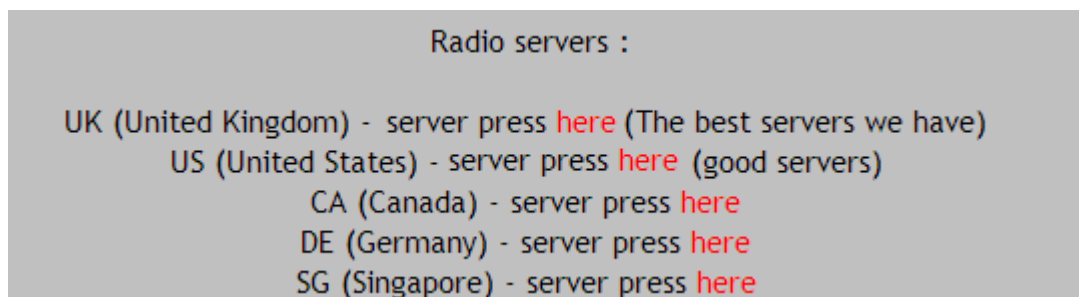 Radio servers :
UK (United Kingdom) - server press here (The best servers we have)
US (United States) - server press here (good servers)
CA (Canada) - server press here
DE (Germany) - server press here
SG (Singapore) - server press here